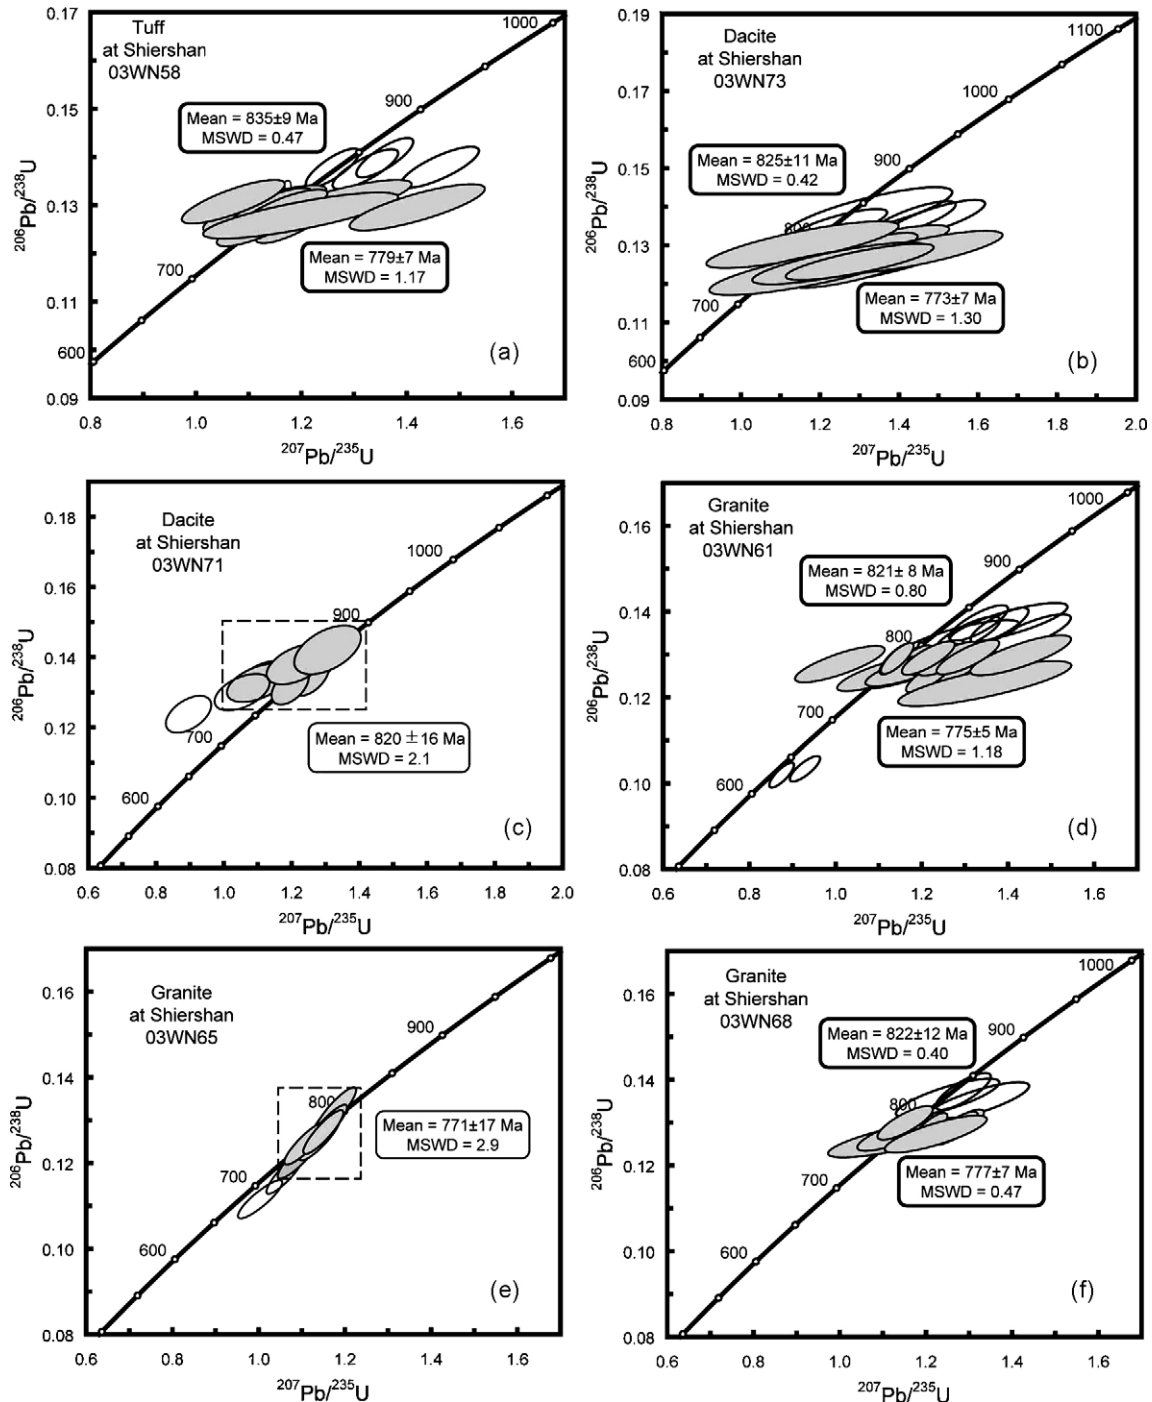 0.17
0.15
0.13
0.11
0.09
²⁰⁶Pb/²³⁸U
Tuff
at Shiershan
03WN58
1000
900
700
600
Mean = 835±9 Ma
MSWD = 0.47
Mean = 779±7 Ma
MSWD = 1.17
(a)
0.8
1.0
1.2
1.4
1.6
²⁰⁷Pb/²³⁵U
0.19
0.17
0.15
0.13
0.11
0.09
²⁰⁶Pb/²³⁸U
Dacite
at Shiershan
03WN73
1100
1000
900
800
700
600
Mean = 825±11 Ma
MSWD = 0.42
Mean = 773±7 Ma
MSWD = 1.30
(b)
0.8
1.0
1.2
1.4
1.6
1.8
2.0
²⁰⁷Pb/²³⁵U
0.18
0.16
0.14
0.12
0.10
0.08
²⁰⁶Pb/²³⁸U
Dacite
at Shiershan
03WN71
1000
900
700
600
Mean = 820 ±16 Ma
MSWD = 2.1
(c)
0.6
0.8
1.0
1.2
1.4
1.6
1.8
2.0
²⁰⁷Pb/²³⁵U
0.16
0.14
0.12
0.10
0.08
²⁰⁶Pb/²³⁸U
Granite
at Shiershan
03WN61
1000
900
800
700
600
Mean = 821± 8 Ma
MSWD = 0.80
Mean = 775±5 Ma
MSWD = 1.18
(d)
0.6
0.8
1.0
1.2
1.4
1.6
²⁰⁷Pb/²³⁵U
0.16
0.14
0.12
0.10
0.08
²⁰⁶Pb/²³⁸U
Granite
at Shiershan
03WN65
900
800
700
600
Mean = 771±17 Ma
MSWD = 2.9
(e)
0.6
0.8
1.0
1.2
1.4
1.6
²⁰⁷Pb/²³⁵U
0.16
0.14
0.12
0.10
0.08
²⁰⁶Pb/²³⁸U
Granite
at Shiershan
03WN68
1000
900
800
700
600
Mean = 822±12 Ma
MSWD = 0.40
Mean = 777±7 Ma
MSWD = 0.47
(f)
0.6
0.8
1.0
1.2
1.4
1.6
²⁰⁷Pb/²³⁵U